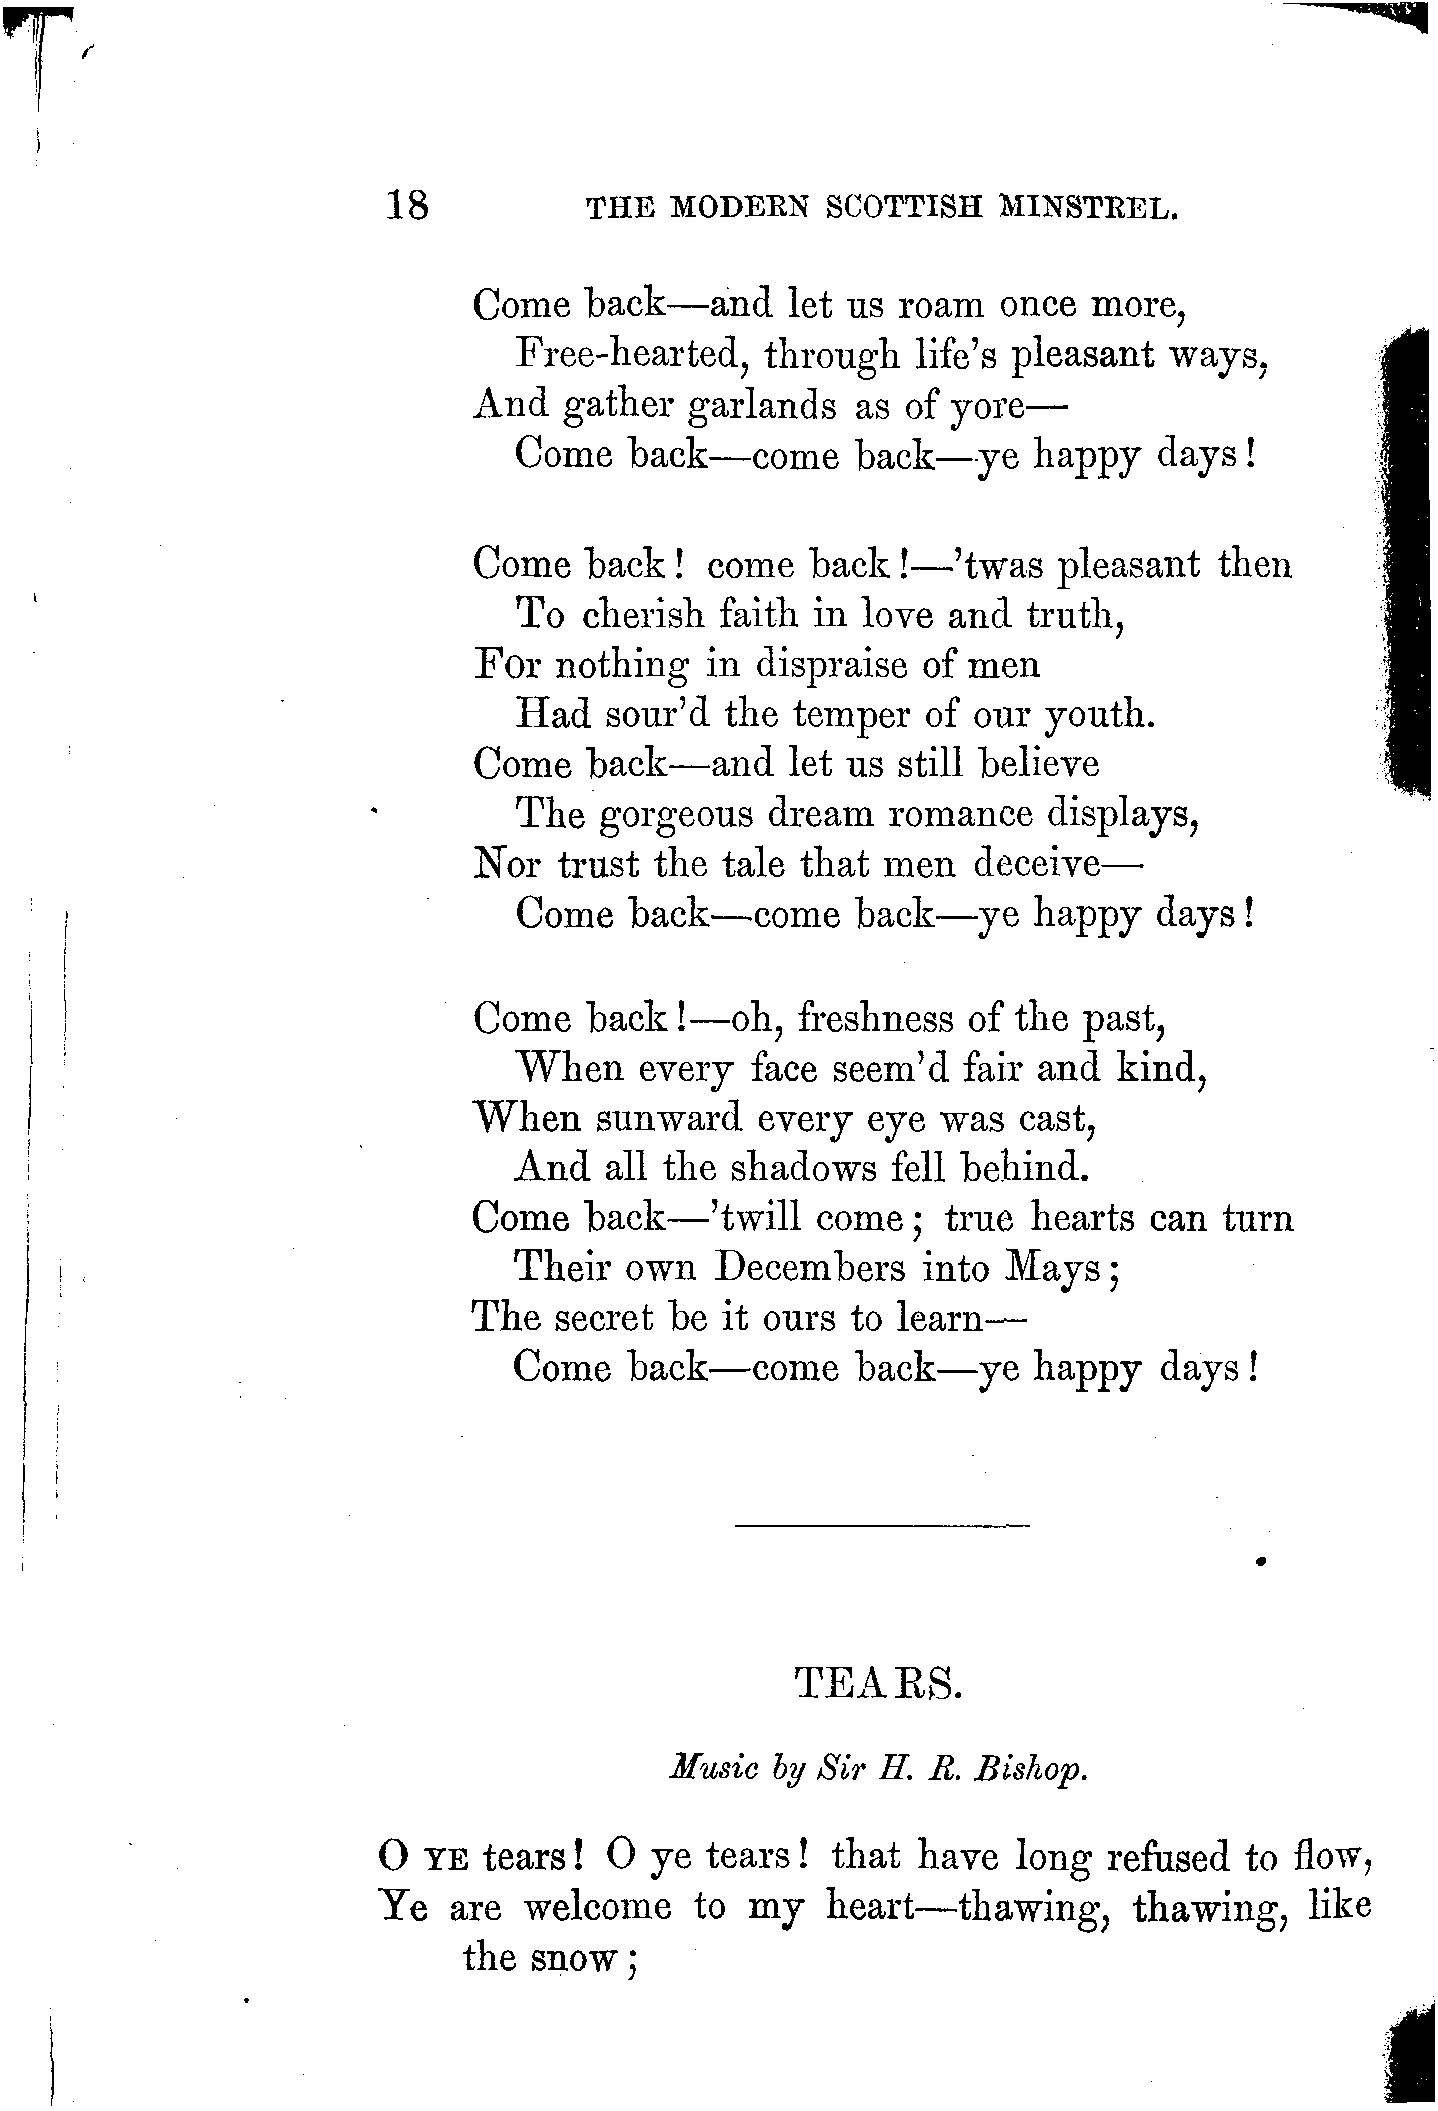 18 THE MODERN SCOTTISH MINSTREL.
Come back—and let us roam once more,
Free-hearted, through life's pleasant ways,
And gather garlands as of yore—
Come back—come back—ye happy days!
Come back! come back!—'twas pleasant then
To cherish faith in love and truth,
For nothing in dispraise of men
Had sour'd the temper of our youth.
Come back—and let us still believe
The gorgeous dream romance displays,
Nor trust the tale that men deceive—
Come back—come back—ye happy days!
Come back!—oh, freshness of the past,
When every face seem'd fair and kind,
When sunward every eye was cast,
And all the shadows fell behind.
Come back—'twill come; true hearts can turn
Their own Decembers into Mays;
The secret be it ours to learn—
Come back—come back—ye happy days!
TEARS.
Music by Sir H. R. Bishop.
O YE tears! O ye tears! that have long refused to flow,
Ye are welcome to my heart—thawing, thawing, like
the snow;